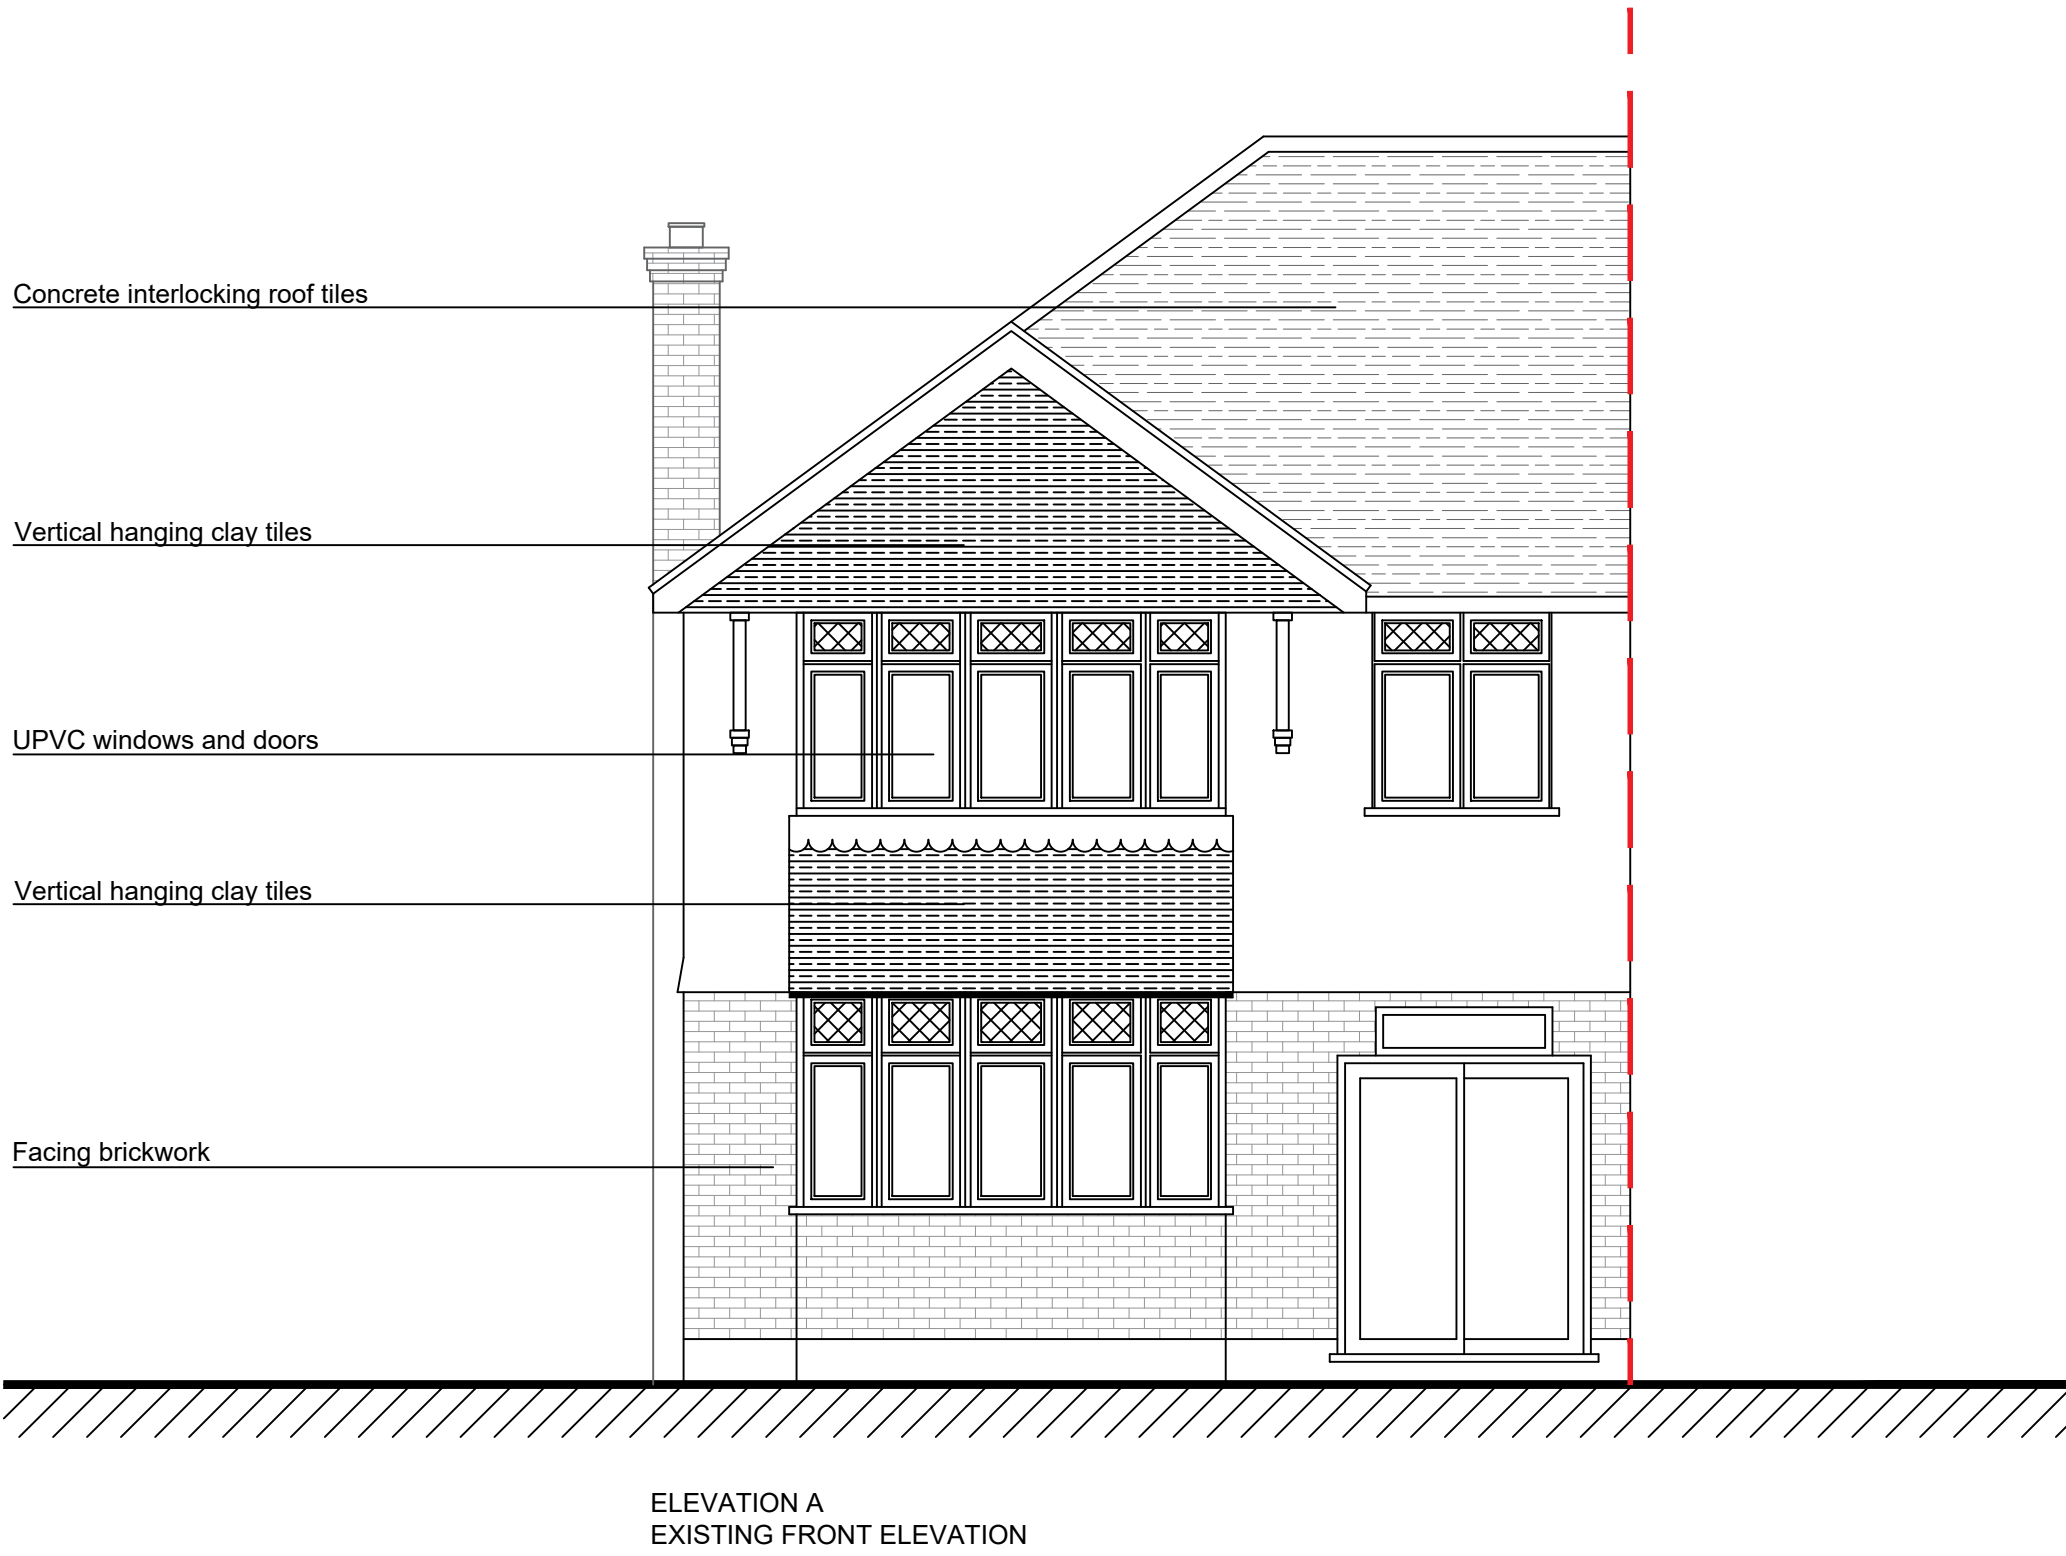 Concrete interlocking roof tiles
Vertical hanging clay tiles
UPVC windows and doors
Vertical hanging clay tiles
Facing brickwork
ELEVATION A
EXISTING FRONT ELEVATION